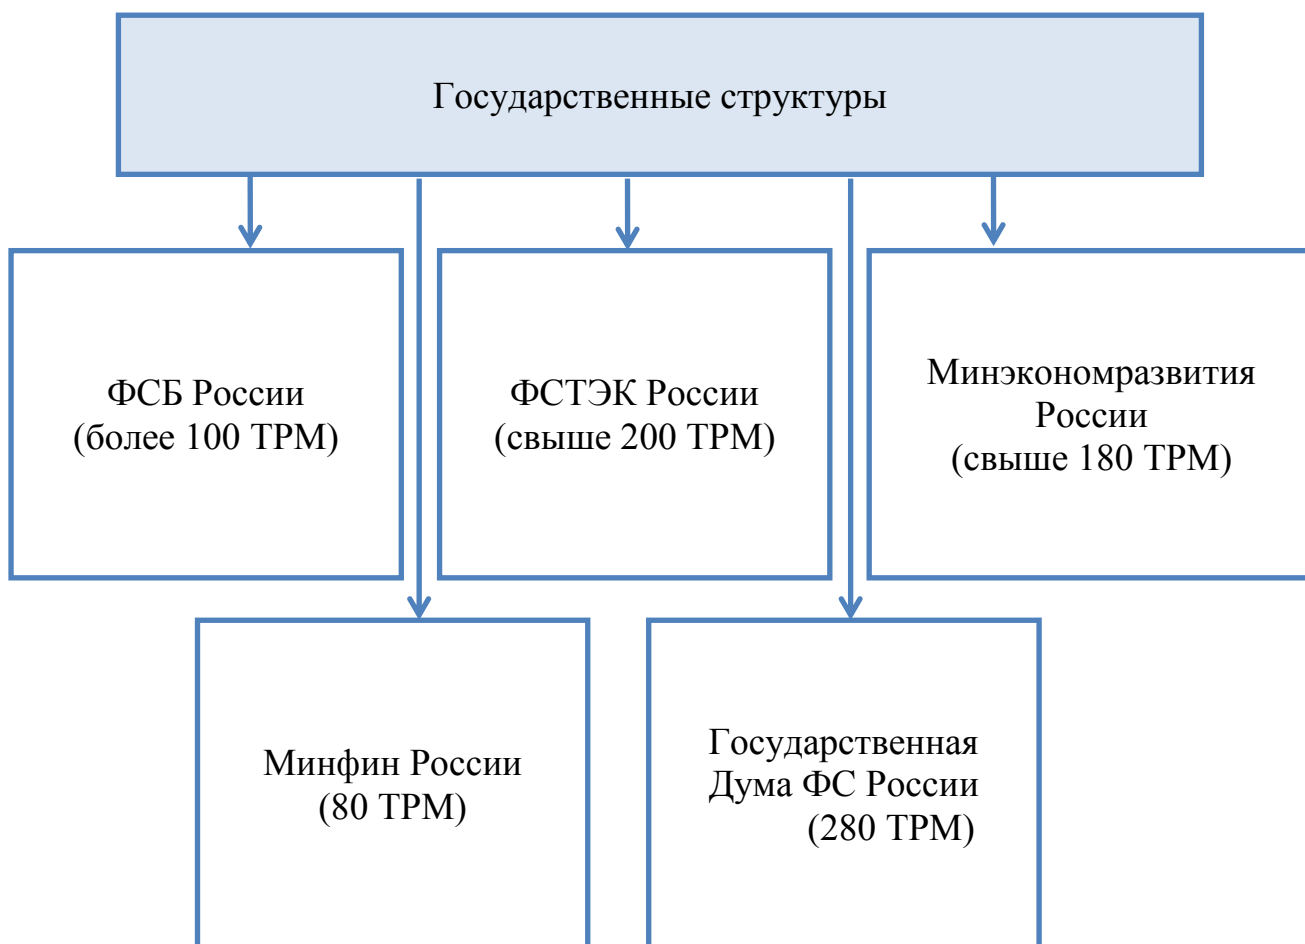 Государственные структуры
ФСБ России
(более 100 ТРМ)
ФСТЭК России
(свыше 200 ТРМ)
Минэкономразвития
России
(свыше 180 ТРМ)
Минфин России
(80 ТРМ)
Государственная
Дума ФС России
(280 ТРМ)